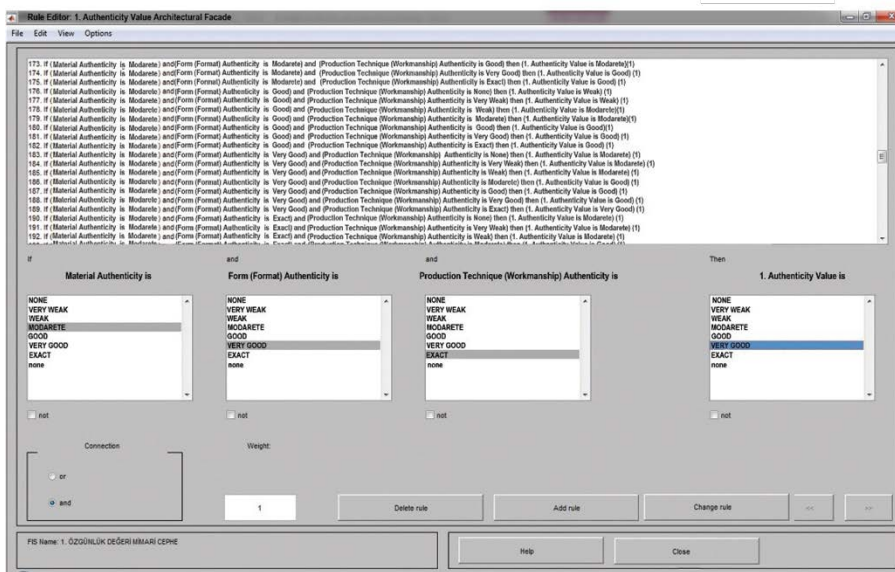 Rule Editor: 1. Authenticity Value Architectural Facade
File Edit View Options
173. If (Material Authenticity is Modarete) and(Form (Format) Authenticity is Modarete) and (Production Technique (Workmanship) Authenticity is Good) then (1. Authenticity Value is Modarete)(1)
174. If (Material Authenticity is Modarete) and(Form (Format) Authenticity is Modarete) and (Production Technique (Workmanship) Authenticity is Very Good) then (1. Authenticity Value is Good) (1)
175. If (Material Authenticity is Modarete) and(Form (Format) Authenticity is Modarete) and (Production Technique (Workmanship) Authenticity is Exact) then (1. Authenticity Value is Good) (1)
176. If (Material Authenticity is Modarete) and(Form (Format) Authenticity is Good) and (Production Technique (Workmanship) Authenticity is None) then (1. Authenticity Value is Weak) (1)
177. If (Material Authenticity is Modarete) and(Form (Format) Authenticity is Good) and (Production Technique (Workmanship) Authenticity is Very Weak) then (1. Authenticity Value is Weak) (1)
178. If (Material Authenticity is Modarete) and(Form (Format) Authenticity is Good) and (Production Technique (Workmanship) Authenticity is Weak) then (1. Authenticity Value is Modarete) (1)
179. If (Material Authenticity is Modarete) and(Form (Format) Authenticity is Good) and (Production Technique (Workmanship) Authenticity is Modarete) then (1. Authenticity Value is Modarete)(1)
180. If (Material Authenticity is Modarete) and(Form (Format) Authenticity is Good) and (Production Technique (Workmanship) Authenticity is Good) then (1. Authenticity Value is Good)(1)
181. If (Material Authenticity is Modarete) and(Form (Format) Authenticity is Good) and (Production Technique (Workmanship) Authenticity is Very Good) then (1. Authenticity Value is Good) (1)
182. If (Material Authenticity is Modarete) and(Form (Format) Authenticity is Good) and (Production Technique (Workmanship) Authenticity is Exact) then (1. Authenticity Value is Good) (1)
183. If (Material Authenticity is Modarete) and(Form (Format) Authenticity is Very Good) and (Production Technique (Workmanship) Authenticity is None) then (1. Authenticity Value is Modarete) (1)
184. If (Material Authenticity is Modarete) and(Form (Format) Authenticity is Very Good) and (Production Technique (Workmanship) Authenticity is Very Weak) then (1. Authenticity Value is Modarete) (1)
185. If (Material Authenticity is Modarete) and(Form (Format) Authenticity is Very Good) and (Production Technique (Workmanship) Authenticity is Weak) then (1. Authenticity Value is Modarete) (1)
186. If (Material Authenticity is Modarete) and(Form (Format) Authenticity is Very Good) and (Production Technique (Workmanship) Authenticity is Modarete) then (1. Authenticity Value is Good) (1)
187. If (Material Authenticity is Modarete) and(Form (Format) Authenticity is Very Good) and (Production Technique (Workmanship) Authenticity is Good) then (1. Authenticity Value is Good) (1)
188. If (Material Authenticity is Modarete) and(Form (Format) Authenticity is Very Good) and (Production Technique (Workmanship) Authenticity is Very Good) then (1. Authenticity Value is Good) (1)
189. If (Material Authenticity is Modarete) and(Form (Format) Authenticity is Very Good) and (Production Technique (Workmanship) Authenticity is Exact) then (1. Authenticity Value is Very Good) (1)
190. If (Material Authenticity is Modarete) and(Form (Format) Authenticity is Exact) and (Production Technique (Workmanship) Authenticity is None) then (1. Authenticity Value is Modarete) (1)
191. If (Material Authenticity is Modarete) and(Form (Format) Authenticity is Exact) and (Production Technique (Workmanship) Authenticity is Very Weak) then (1. Authenticity Value is Modarete) (1)
192. If (Material Authenticity is Modarete) and(Form (Format) Authenticity is Exact) and (Production Technique (Workmanship) Authenticity is Weak) then (1. Authenticity Value is Modarete) (1)
If and and Then
Material Authenticity is Form (Format) Authenticity is Production Technique (Workmanship) Authenticity is 1. Authenticity Value is
NONE NONE NONE NONE
VERY WEAK VERY WEAK VERY WEAK VERY WEAK
WEAK WEAK WEAK WEAK
MODARETE MODARETE MODARETE MODARETE
GOOD GOOD GOOD GOOD
VERY GOOD VERY GOOD VERY GOOD VERY GOOD
EXACT EXACT EXACT EXACT
none none none none
not not not not
Connection Weight:
or
and 1 Delete rule Add rule Change rule << >>
FIS Name: 1. ÖZGÜNLÜK DEĞERİ MİMARİ CEPHE Help Close